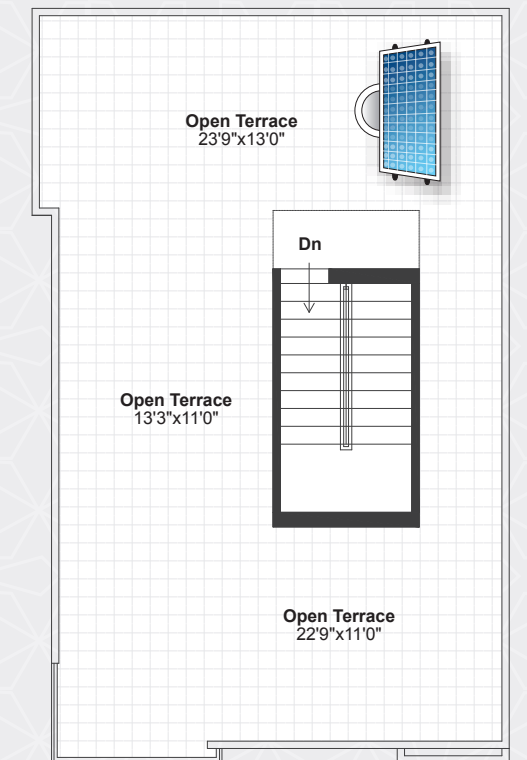 Open Terrace
23'9"x13'0"
Dn
Open Terrace
13'3"x11'0"
Open Terrace
22'9"x11'0"